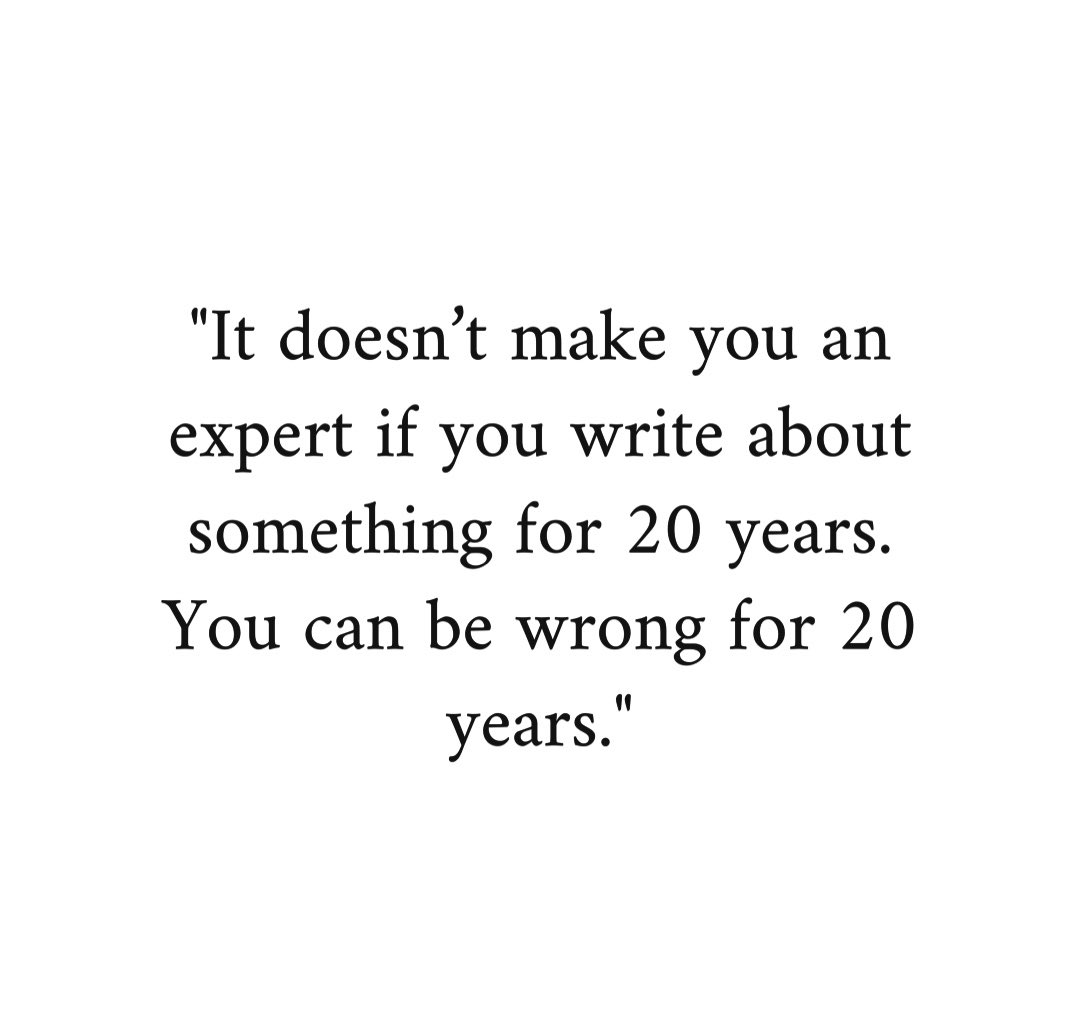 "It doesn’t make you an
expert if you write about
something for 20 years.
You can be wrong for 20
years."